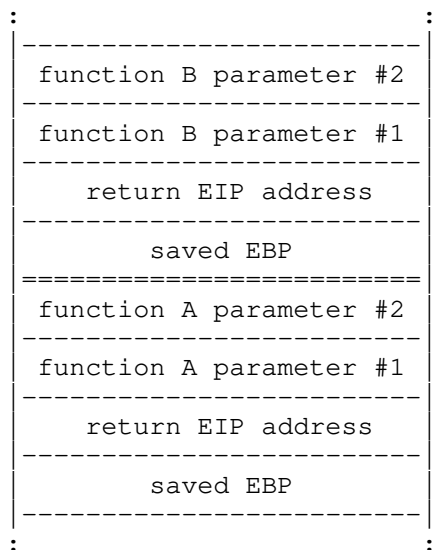 function B parameter #2
function B parameter #1
return EIP address
saved EBP
function A parameter #2
function A parameter #1
return EIP address
saved EBP